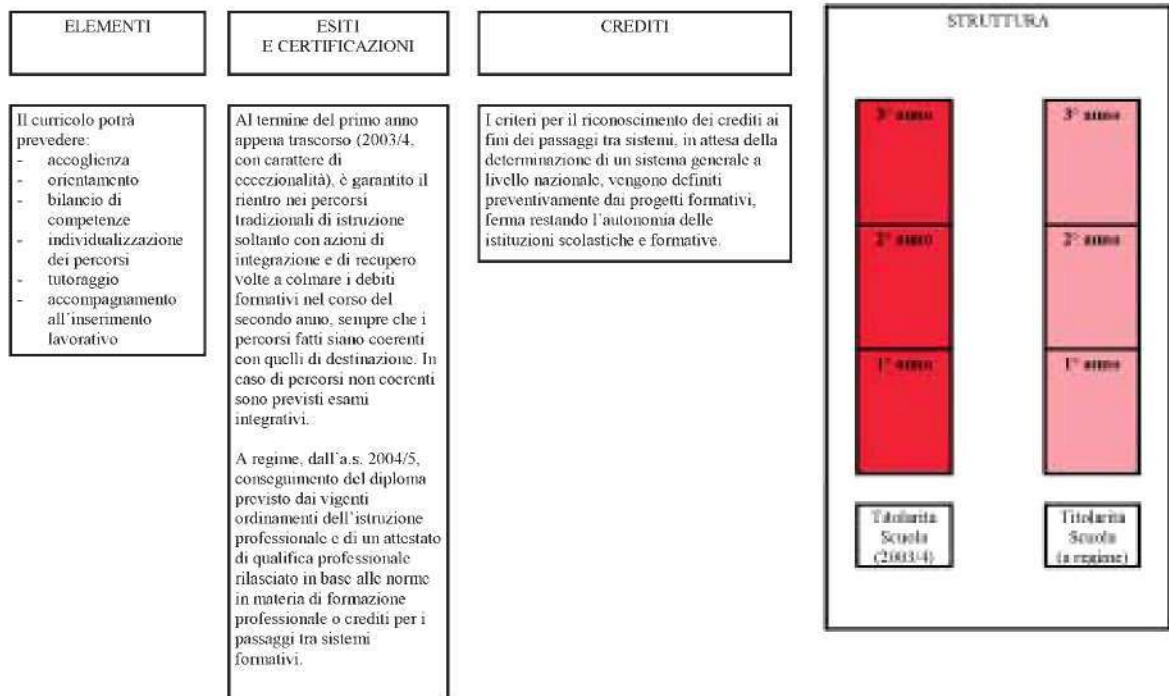 ELEMENTI
Il curricolo potrà
prevedere:
- accoglienza
- orientamento
- bilancio di
competenze
- individualizzazione
dei percorsi
- tutoraggio
- accompagnamento
all'inserimento
lavorativo
ESITI
E CERTIFICAZIONI
Al termine del primo anno
appena trascorso (2003/4,
con carattere di
eccezionalità), è garantito il
rientro nei percorsi
tradizionali di istruzione
soltanto con azioni di
integrazione e di recupero
volte a colmare i debiti
formativi nel corso del
secondo anno, sempre che i
percorsi fatti siano coerenti
con quelli di destinazione. In
caso di percorsi non coerenti
sono previsti esami
integrativi.
A regime, dall'a.s. 2004/5,
conseguimento del diploma
previsto dai vigenti
ordinamenti dell'istruzione
professionale e di un attestato
di qualifica professionale
rilasciato in base alle norme
in materia di formazione
professionale o crediti per i
passaggi tra sistemi
formativi.
CREDITI
I criteri per il riconoscimento dei crediti ai
fini dei passaggi tra sistemi, in attesa della
determinazione di un sistema generale a
livello nazionale, vengono definiti
preventivamente dai progetti formativi,
ferma restando l'autonomia delle
istituzioni scolastiche e formative.
STRUTTURA
3° anno
2° anno
1° anno
Titolarita
Scuola
(2003/4)
3° anno
2° anno
1° anno
Titolarita
Scuola
(a regime)